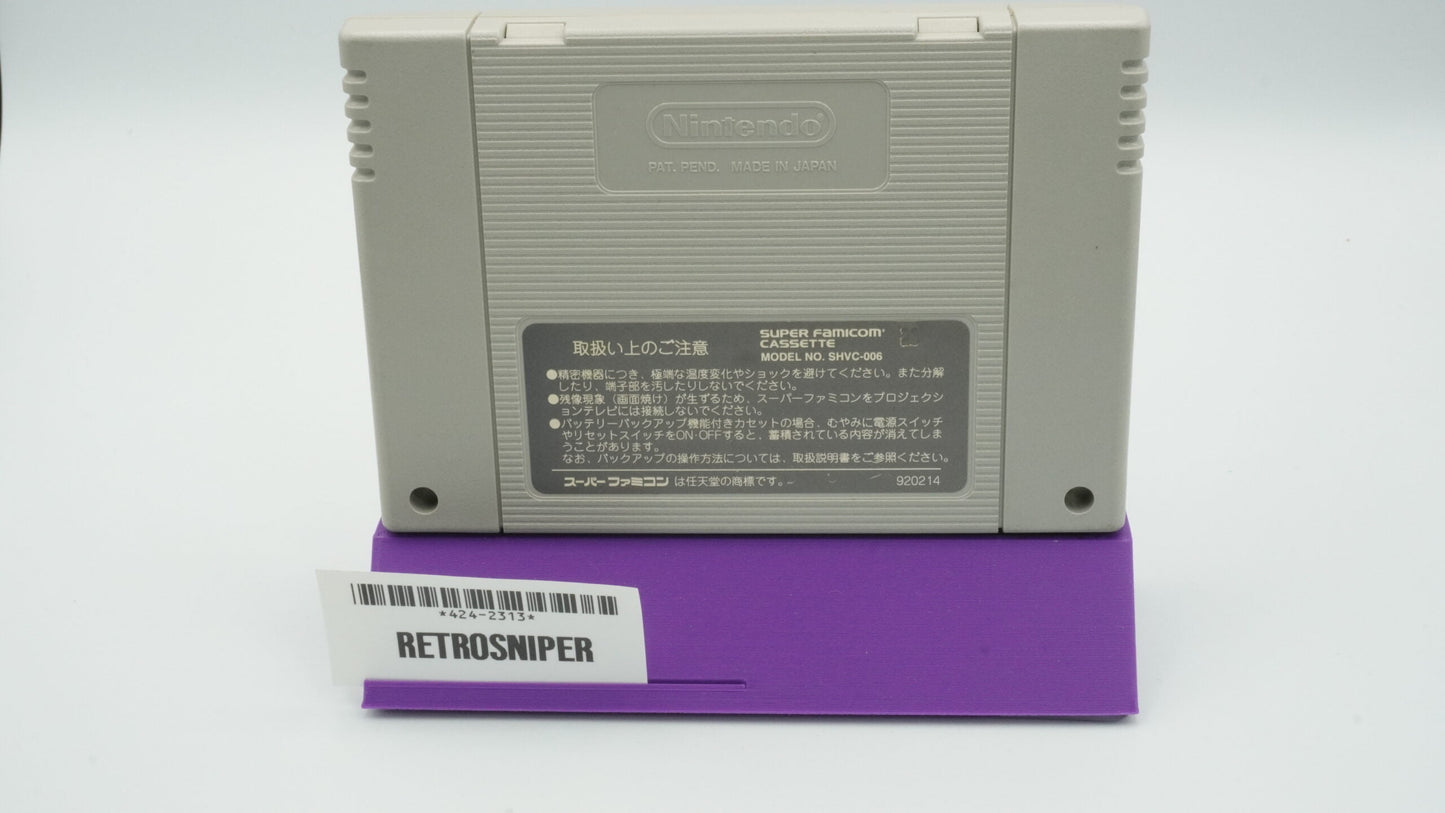 Nintendo
PAT. PEND. MADE IN JAPAN
取扱い上のご注意
SUPER FAMICOM
CASSETTE
MODEL NO. SHVC-006
●精密機器につき、極端な温度変化やショックを避けてください。また分解
したり、端子部を汚したりしないでください。
●残像現象（画面焼け）が生ずるため、スーパーファミコンをプロジェクシ
ョンテレビには接続しないでください。
●バッテリーバックアップ機能付きカセットの場合、むやみに電源スイッチ
やリセットスイッチをON・OFFすると、蓄積されている内容が消えてしま
うことがあります。
なお、バックアップの操作方法については、取扱説明書をご参照ください。
スーパーファミコンは任天堂の商標です。
920214
*424-2313*
RETROSNIPER